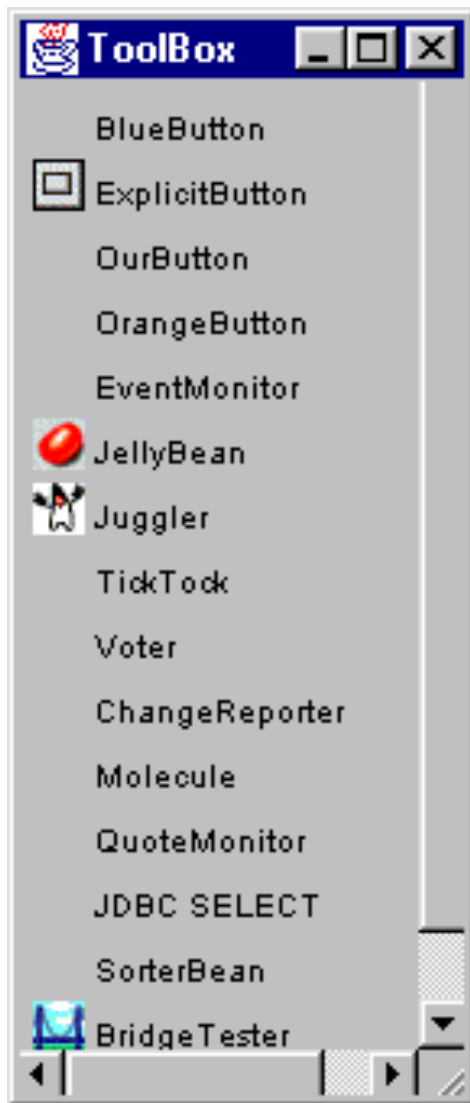 ToolBox
BlueButton
ExplicitButton
OurButton
OrangeButton
EventMonitor
JellyBean
Juggler
TickTock
Voter
ChangeReporter
Molecule
QuoteMonitor
JDBC SELECT
SorterBean
BridgeTester